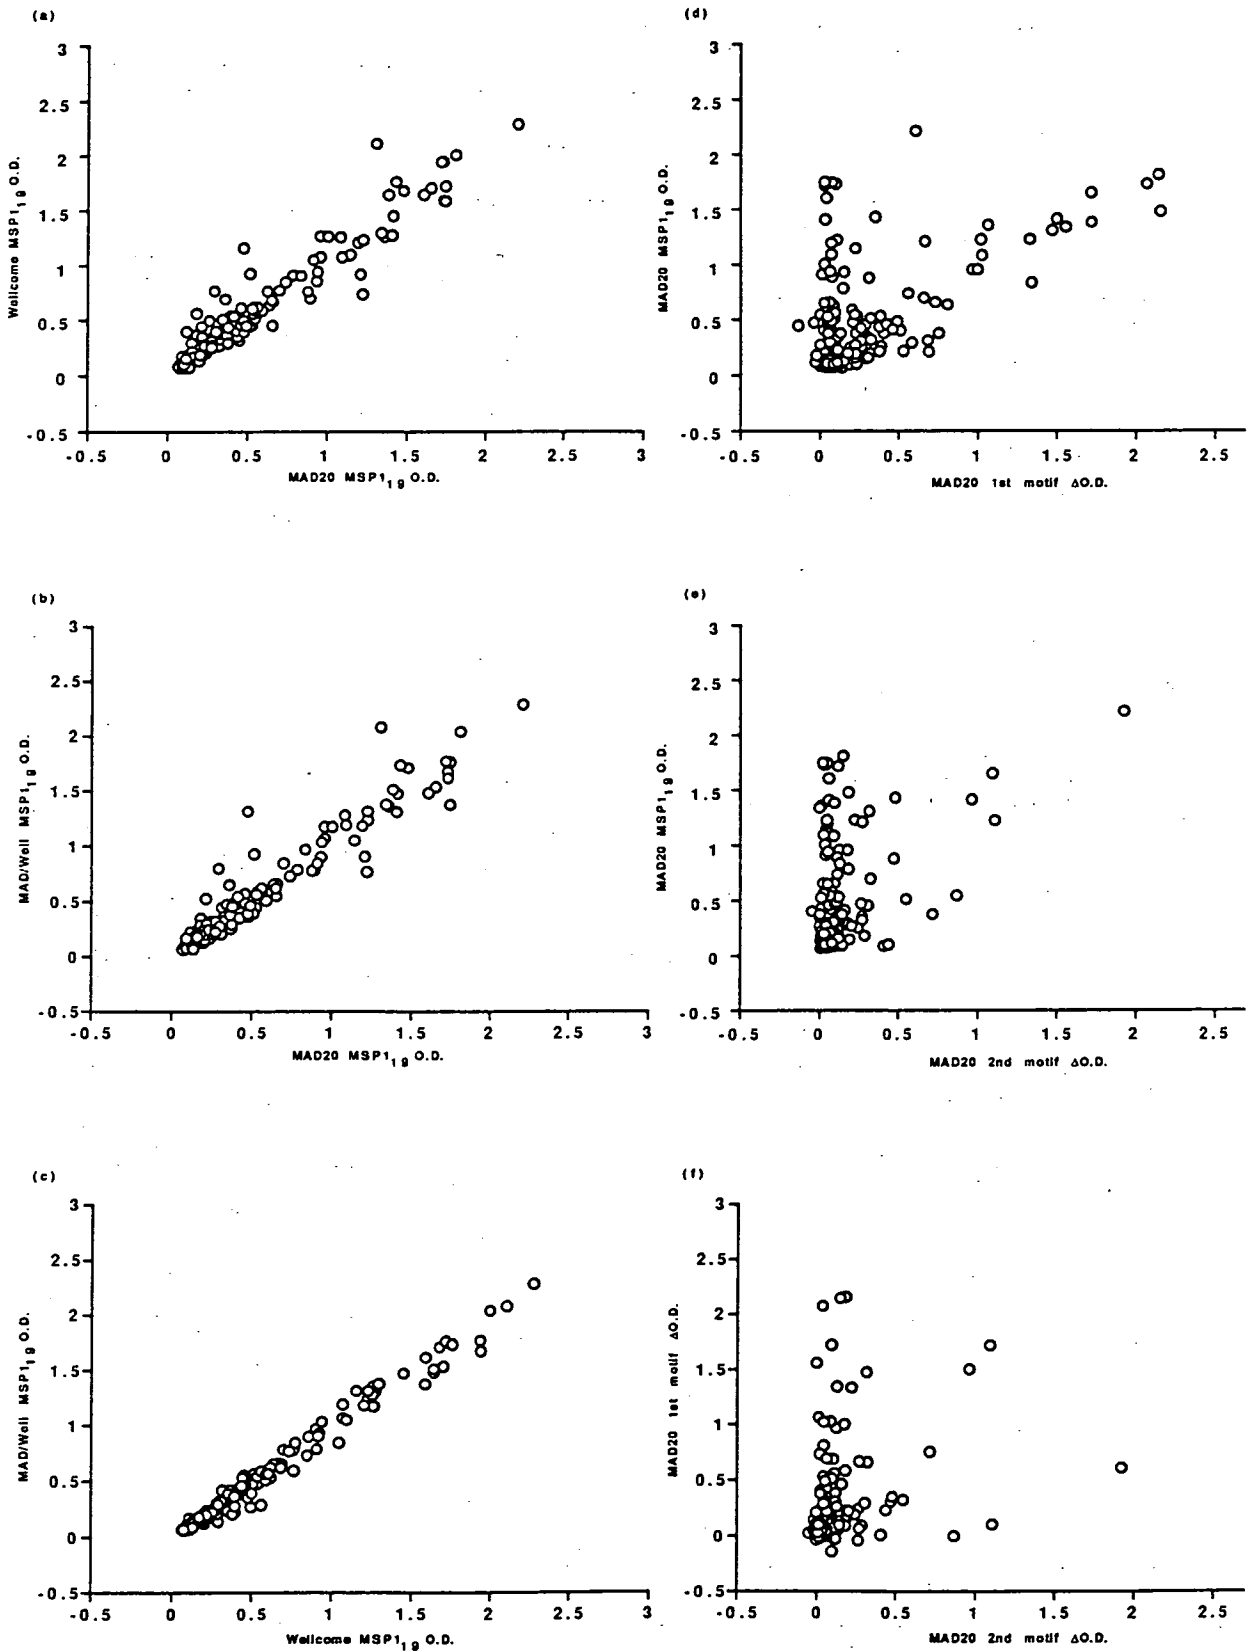 (a)
3
2.5
2
1.5
1
0.5
0
-0.5
Wellcome MSP1₁₉ O.D.
-0.5 0 0.5 1 1.5 2 2.5 3
MAD20 MSP1₁₉ O.D.
(b)
3
2.5
2
1.5
1
0.5
0
-0.5
MAD/Well MSP1₁₉ O.D.
-0.5 0 0.5 1 1.5 2 2.5 3
MAD20 MSP1₁₉ O.D.
(c)
3
2.5
2
1.5
1
0.5
0
-0.5
MAD/Well MSP1₁₉ O.D.
-0.5 0 0.5 1 1.5 2 2.5 3
Wellcome MSP1₁₉ O.D.
(d)
3
2.5
2
1.5
1
0.5
0
-0.5
MAD20 MSP1₁₉ O.D.
-0.5 0 0.5 1 1.5 2 2.5
MAD20 1st motif ΔO.D.
(e)
3
2.5
2
1.5
1
0.5
0
-0.5
MAD20 MSP1₁₉ O.D.
-0.5 0 0.5 1 1.5 2 2.5
MAD20 2nd motif ΔO.D.
(f)
3
2.5
2
1.5
1
0.5
0
-0.5
MAD20 1st motif ΔO.D.
-0.5 0 0.5 1 1.5 2 2.5
MAD20 2nd motif ΔO.D.